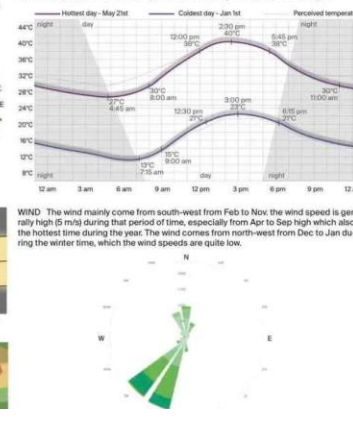 Hottest day - May 21st
Coldest day - Jan 1st
Perceived temperat
44°C
night
day
2:30 pm
40°C
night
40°C
12:00 pm
38°C
5:45 pm
38°C
36°C
32°C
28°C
30°C
8:00 am
30°C
11:00 am
27°C
4:45 am
24°C
12:30 pm
21°C
3:00 pm
23°C
6:15 pm
21°C
20°C
16°C
15°C
9:00 am
12°C
13°C
7:15 am
8°C
night
day
night
12 am
3 am
6 am
9 am
12 pm
3 pm
6 pm
9 pm
12
WIND The wind mainly come from south-west from Feb to Nov. the wind speed is gen
rally high (5 m/s) during that period of time, especially from Apr to Sep high which also
the hottest time during the year. The wind comes from north-west from Dec to Jan du
ring the winter time, which the wind speeds are quite low.
N
W
E